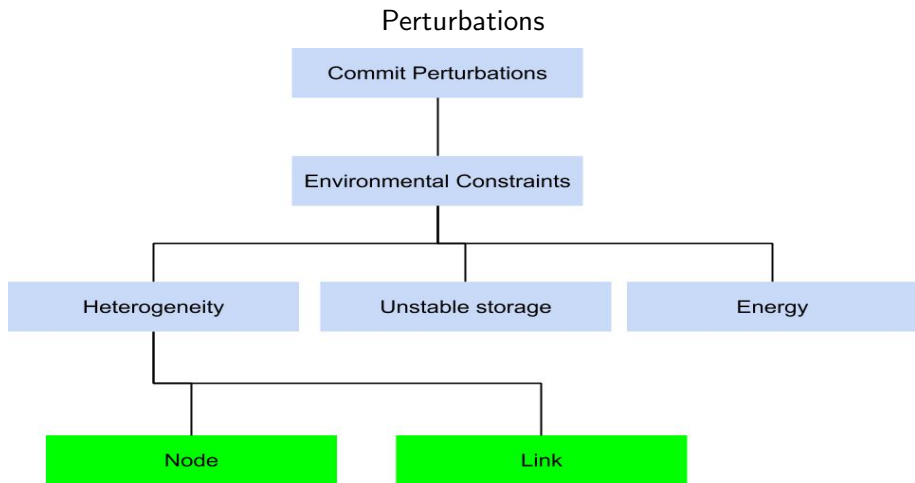 Perturbations
Commit Perturbations
Environmental Constraints
Heterogeneity
Unstable storage
Energy
Node
Link